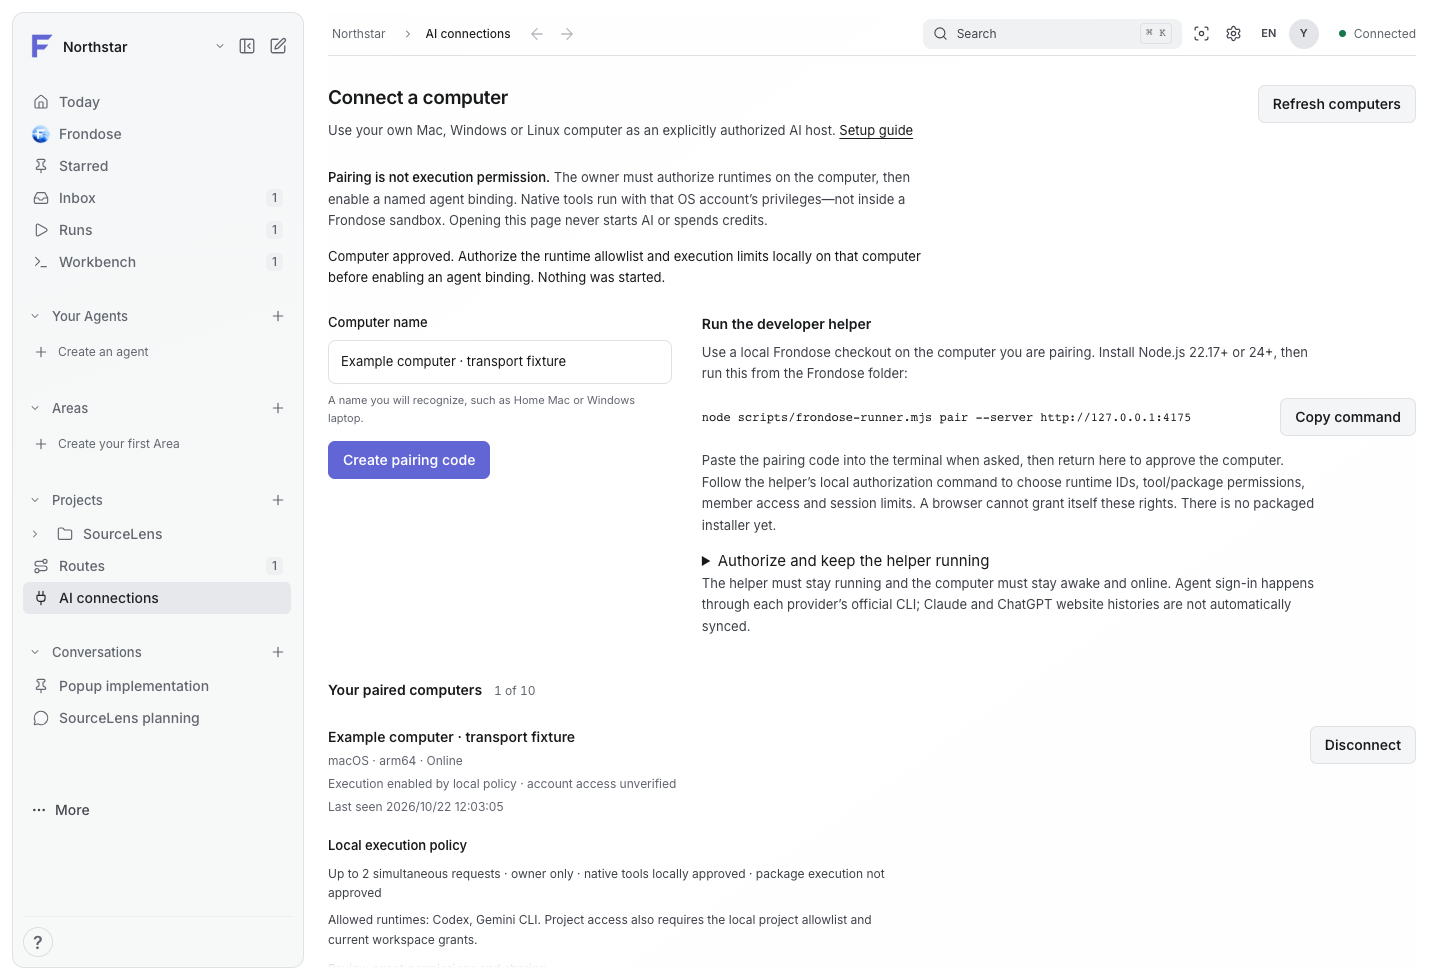 Northstar
Today
Frondose
Starred
Inbox 1
Runs 1
Workbench 1
Your Agents
Create an agent
Areas
Create your first Area
Projects
SourceLens
Routes 1
AI connections
Conversations
Popup implementation
SourceLens planning
More
?
Northstar > AI connections
Search ⌘ K
EN
Y
Connected
Connect a computer
Refresh computers
Use your own Mac, Windows or Linux computer as an explicitly authorized AI host. Setup guide
Pairing is not execution permission. The owner must authorize runtimes on the computer, then
enable a named agent binding. Native tools run with that OS account’s privileges—not inside a
Frondose sandbox. Opening this page never starts AI or spends credits.
Computer approved. Authorize the runtime allowlist and execution limits locally on that computer
before enabling an agent binding. Nothing was started.
Computer name
Example computer · transport fixture
A name you will recognize, such as Home Mac or Windows
laptop.
Create pairing code
Run the developer helper
Use a local Frondose checkout on the computer you are pairing. Install Node.js 22.17+ or 24+, then
run this from the Frondose folder:
node scripts/frondose-runner.mjs pair --server http://127.0.0.1:4175
Copy command
Paste the pairing code into the terminal when asked, then return here to approve the computer.
Follow the helper’s local authorization command to choose runtime IDs, tool/package permissions,
member access and session limits. A browser cannot grant itself these rights. There is no packaged
installer yet.
Authorize and keep the helper running
The helper must stay running and the computer must stay awake and online. Agent sign-in happens
through each provider’s official CLI; Claude and ChatGPT website histories are not automatically
synced.
Your paired computers 1 of 10
Example computer · transport fixture
Disconnect
macOS · arm64 · Online
Execution enabled by local policy · account access unverified
Last seen 2026/10/22 12:03:05
Local execution policy
Up to 2 simultaneous requests · owner only · native tools locally approved · package execution not
approved
Allowed runtimes: Codex, Gemini CLI. Project access also requires the local project allowlist and
current workspace grants.